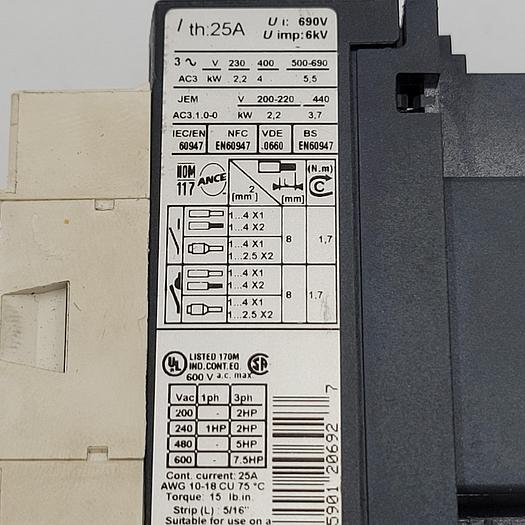 I th:25A U i: 690V
U imp:6kV
3 ∿ V 230 400 500-690
AC3 kW 2,2 4 5,5
JEM V 200-220 440
AC3.1.0-0 kW 2,2 3,7
IEC/EN 60947 NFC EN60947 VDE .0660 BS EN60947
NOM 117 ANCE [mm²] L [mm] (N.m) C
1...4 X1
1...4 X2
1...4 X1
1...2.5 X2
8 1,7
1...4 X1
1...4 X2
1...4 X1
1...2.5 X2
8 1,7
UL LISTED 170M SA
IND.CONT.EQ.
600 V a.c. max
Vac 1ph 3ph
200 - 2HP
240 1HP 2HP
480 - 5HP
600 - 7.5HP
Cont. current: 25A
AWG 10-18 CU 75 °C
Torque: 15 lb.in.
Strip (L) : 5/16"
Suitable for use on a
5901 20692 7